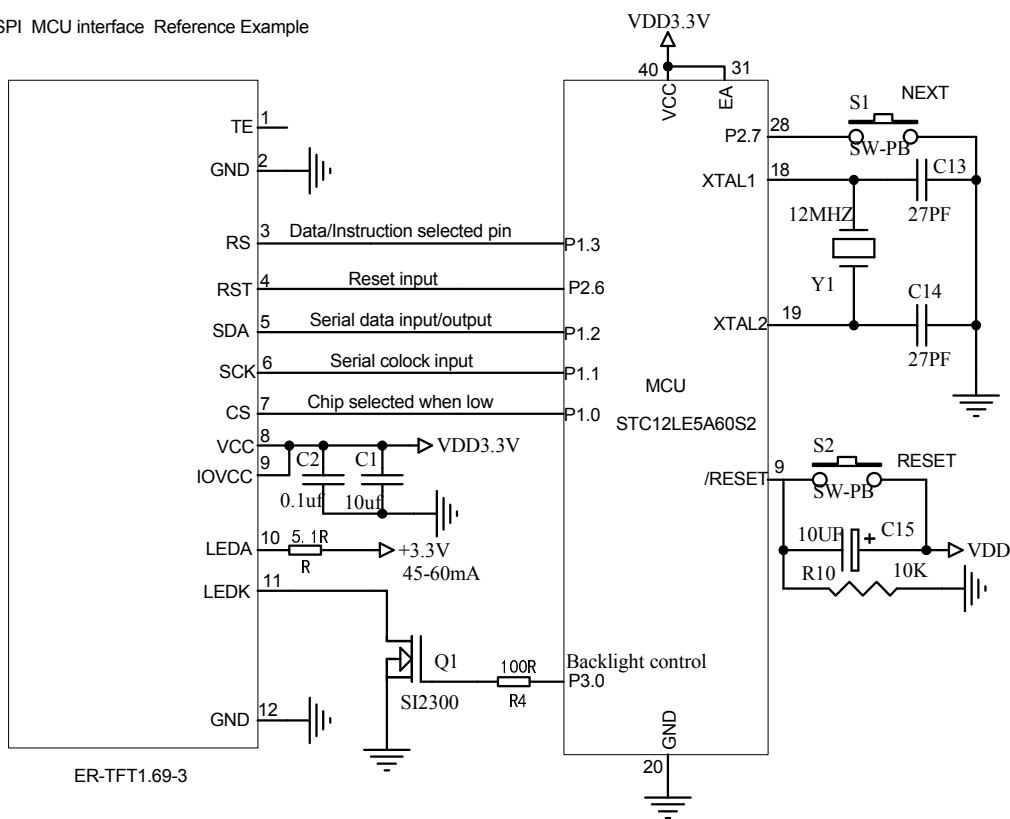 SPI MCU interface Reference Example
VDD3.3V
40
31
VCC
EA
TE
1
GND
2
RS
3
Data/Instruction selected pin
P1.3
RST
4
Reset input
P2.6
SDA
5
Serial data input/output
P1.2
SCK
6
Serial colock input
P1.1
CS
7
Chip selected when low
P1.0
VCC
8
IOVCC
9
C2
C1
VDD3.3V
0.1uf
10uf
LEDA
10
5.1R
R
+3.3V
45-60mA
LEDK
11
Q1
SI2300
100R
R4
Backlight control
P3.0
GND
12
ER-TFT1.69-3
MCU
STC12LE5A60S2
GND
20
P2.7
28
S1
NEXT
SW-PB
XTAL1
18
C13
27PF
12MHZ
Y1
C14
XTAL2
19
27PF
/RESET
9
S2
RESET
SW-PB
10UF
+
C15
VDD
R10
10K